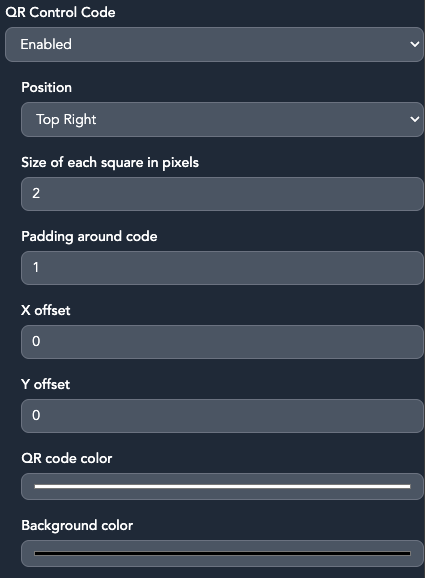 QR Control Code
Enabled
Position
Top Right
Size of each square in pixels
2
Padding around code
1
X offset
0
Y offset
0
QR code color
Background color